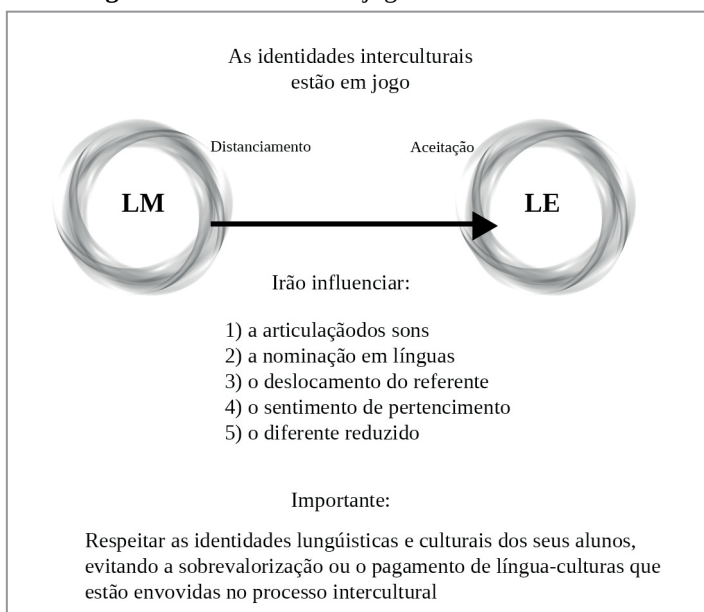 As identidades interculturais
estão em jogo
Distanciamento
Aceitação
LM
LE
Irão influenciar:
1) a articulaçãodos sons
2) a nominação em línguas
3) o deslocamento do referente
4) o sentimento de pertencimento
5) o diferente reduzido
Importante:
Respeitar as identidades lungúisticas e culturais dos seus alunos,
evitando a sobrevalorização ou o pagamento de língua-culturas que
estão envovidas no processo intercultural